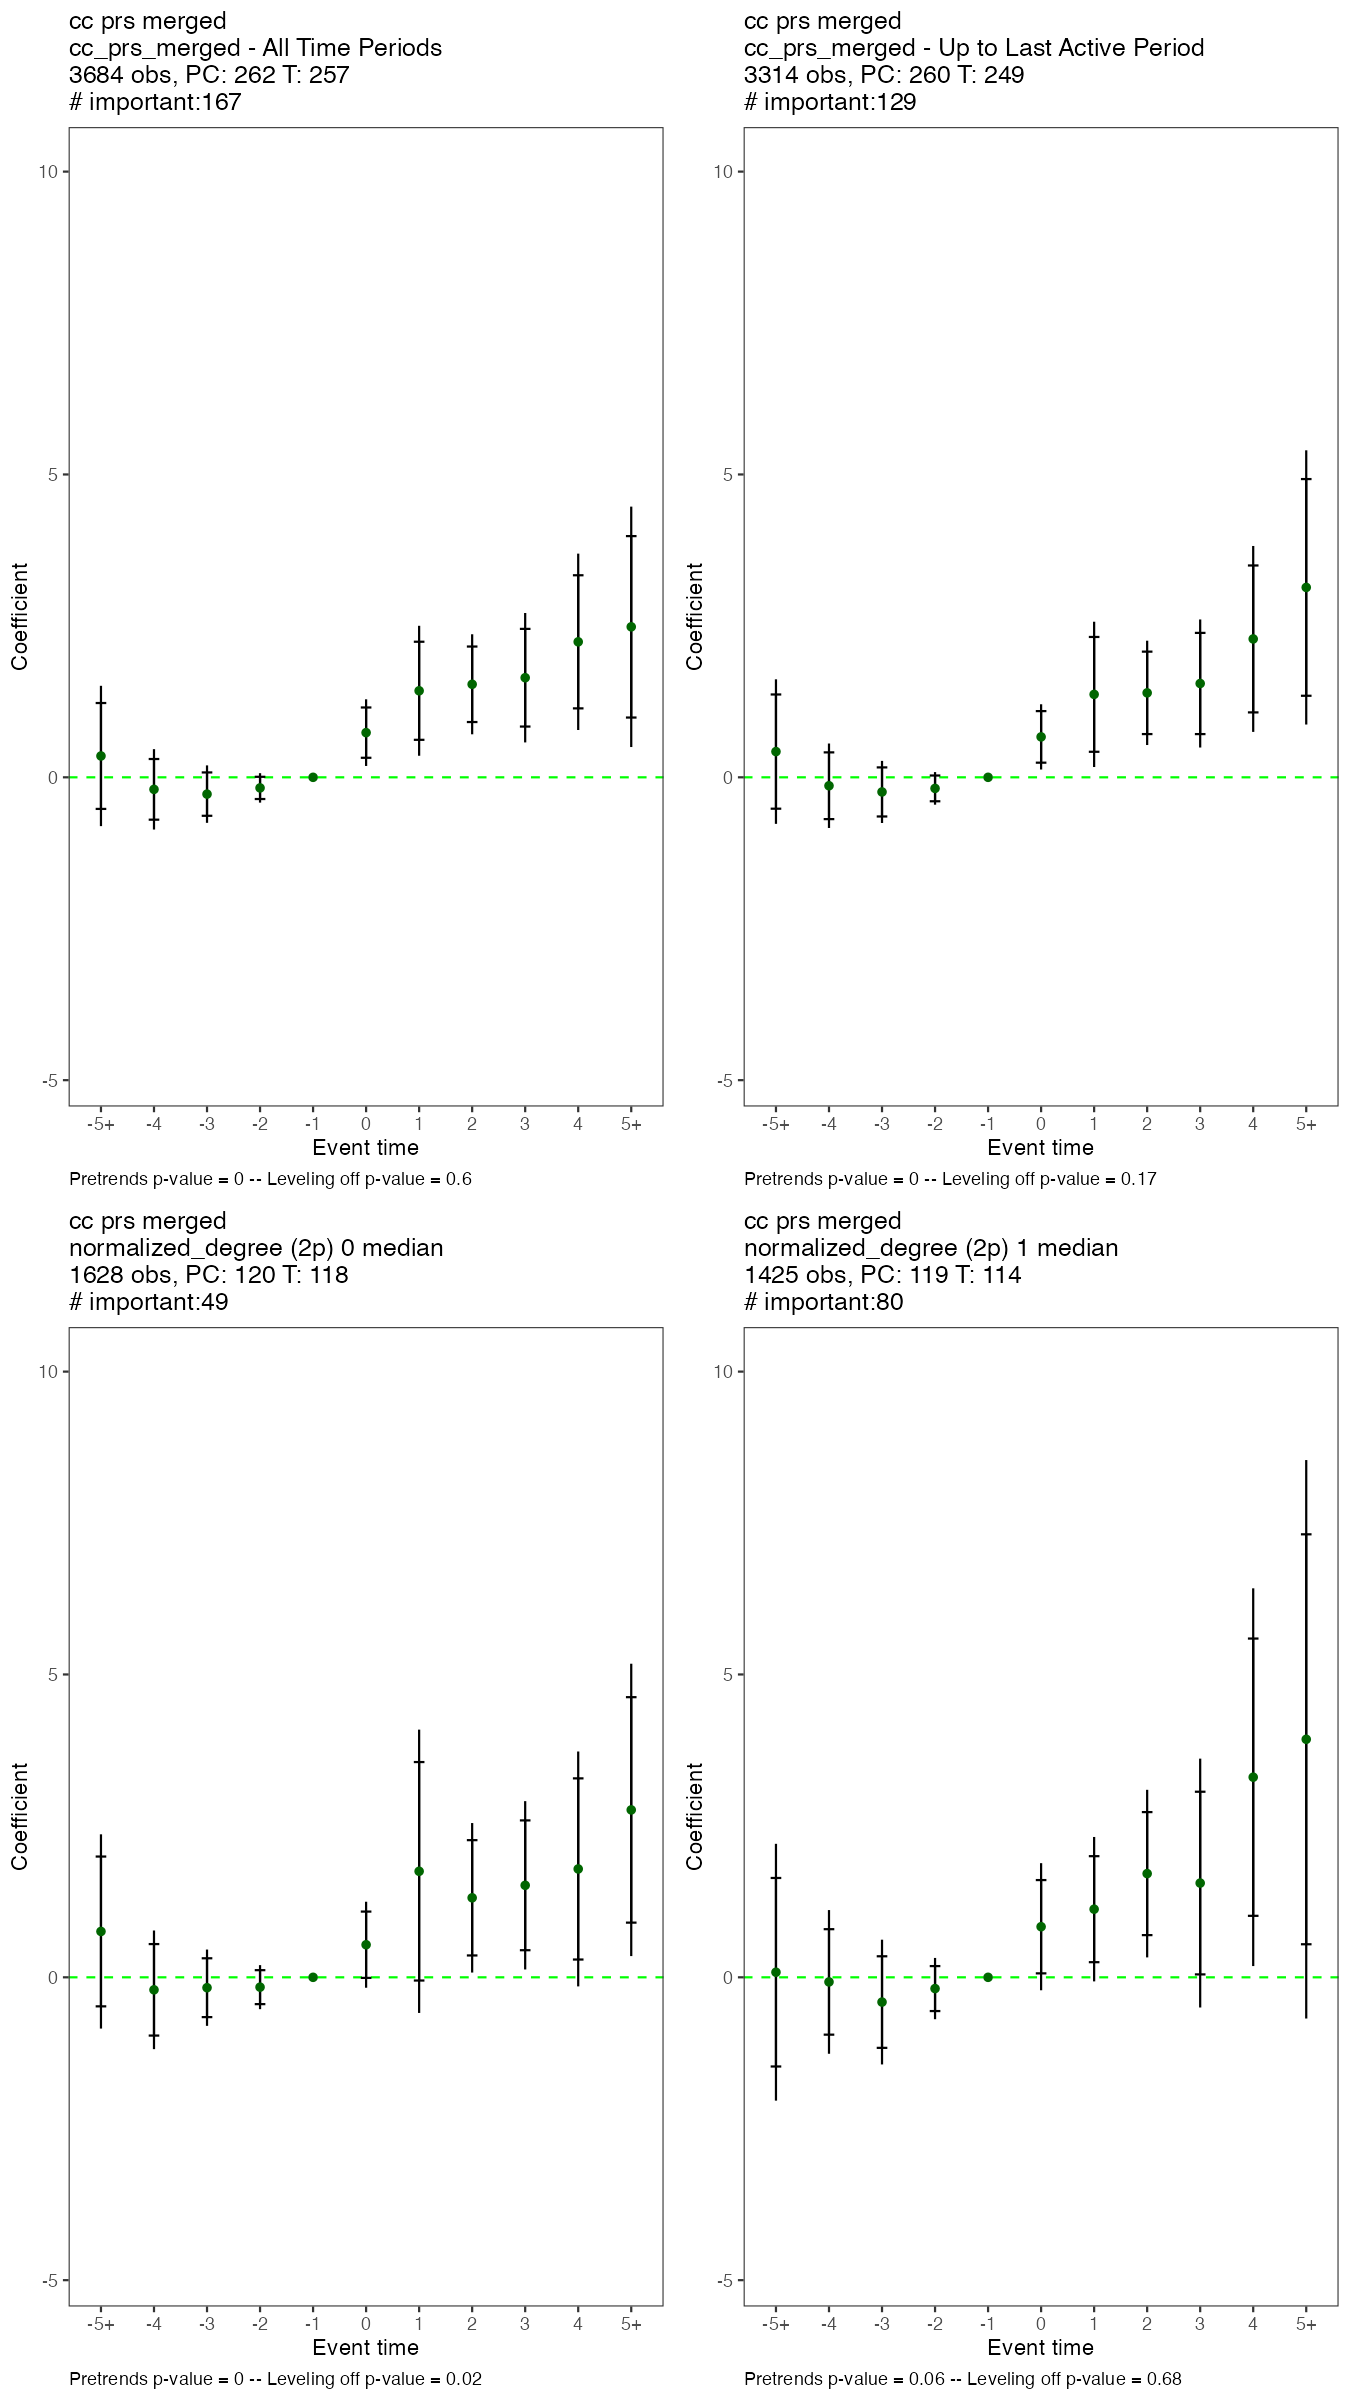 cc prs merged
cc_prs_merged - All Time Periods
3684 obs, PC: 262 T: 257
# important:167
10
5
0
-5
Coefficient
-5+ -4 -3 -2 -1 0 1 2 3 4 5+
Event time
Pretrends p-value = 0 -- Leveling off p-value = 0.6
cc prs merged
cc_prs_merged - Up to Last Active Period
3314 obs, PC: 260 T: 249
# important:129
10
5
0
-5
Coefficient
-5+ -4 -3 -2 -1 0 1 2 3 4 5+
Event time
Pretrends p-value = 0 -- Leveling off p-value = 0.17
cc prs merged
normalized_degree (2p) 0 median
1628 obs, PC: 120 T: 118
# important:49
10
5
0
-5
Coefficient
-5+ -4 -3 -2 -1 0 1 2 3 4 5+
Event time
Pretrends p-value = 0 -- Leveling off p-value = 0.02
cc prs merged
normalized_degree (2p) 1 median
1425 obs, PC: 119 T: 114
# important:80
10
5
0
-5
Coefficient
-5+ -4 -3 -2 -1 0 1 2 3 4 5+
Event time
Pretrends p-value = 0.06 -- Leveling off p-value = 0.68